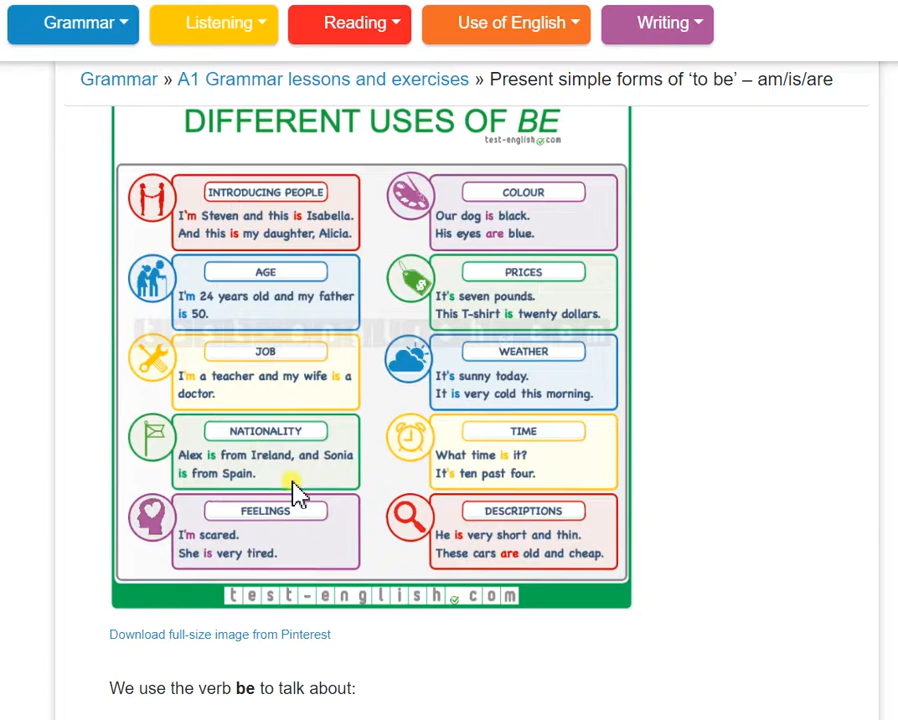 Grammar
Listening
Reading
Use of English
Writing
Grammar » A1 Grammar lessons and exercises » Present simple forms of ‘to be’ – am/is/are
DIFFERENT USES OF BE
test-english.com
INTRODUCING PEOPLE
I'm Steven and this is Isabella.
And this is my daughter, Alicia.
AGE
I'm 24 years old and my father
is 50.
JOB
I'm a teacher and my wife is a
doctor.
NATIONALITY
Alex is from Ireland, and Sonia
is from Spain.
FEELINGS
I'm scared.
She is very tired.
COLOUR
Our dog is black.
His eyes are blue.
PRICES
It's seven pounds.
This T-shirt is twenty dollars.
WEATHER
It's sunny today.
It is very cold this morning.
TIME
What time is it?
It's ten past four.
DESCRIPTIONS
He is very short and thin.
These cars are old and cheap.
test-english.com
test-english.com
Download full-size image from Pinterest
We use the verb be to talk about: